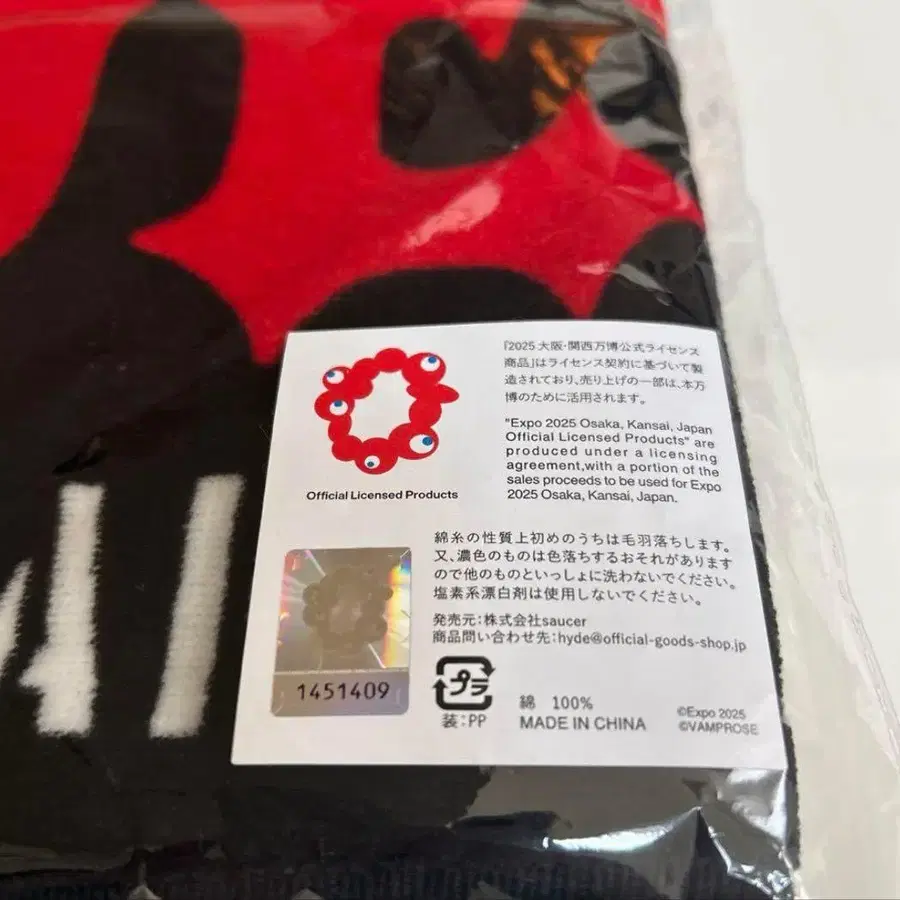 『2025 大阪・関西万博公式ライセンス
商品』はライセンス契約に基づいて製
造されており、売り上げの一部は、本万
博のために活用されます。
"Expo 2025 Osaka, Kansai, Japan
Official Licensed Products" are
produced under a licensing
agreement,with a portion of the
sales proceeds to be used for Expo
2025 Osaka, Kansai, Japan.
Official Licensed Products
綿糸の性質上初めのうちは毛羽落ちします。
又、濃色のものは色落ちするおそれがあります
ので他のものといっしょに洗わないでください。
塩素系漂白剤は使用しないでください。
発売元：株式会社saucer
商品問い合わせ先：hyde@official-goods-shop.jp
1451409
プラ
装：PP
綿 100%
MADE IN CHINA
©Expo 2025
©VAMPROSE